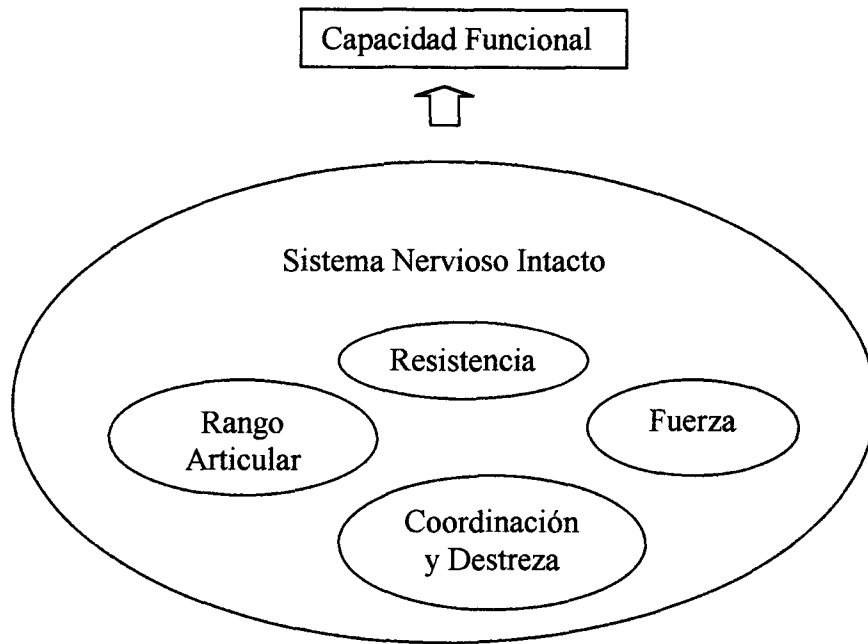 Capacidad Funcional
Sistema Nervioso Intacto
Resistencia
Rango
Articular
Fuerza
Coordinación
y Destreza